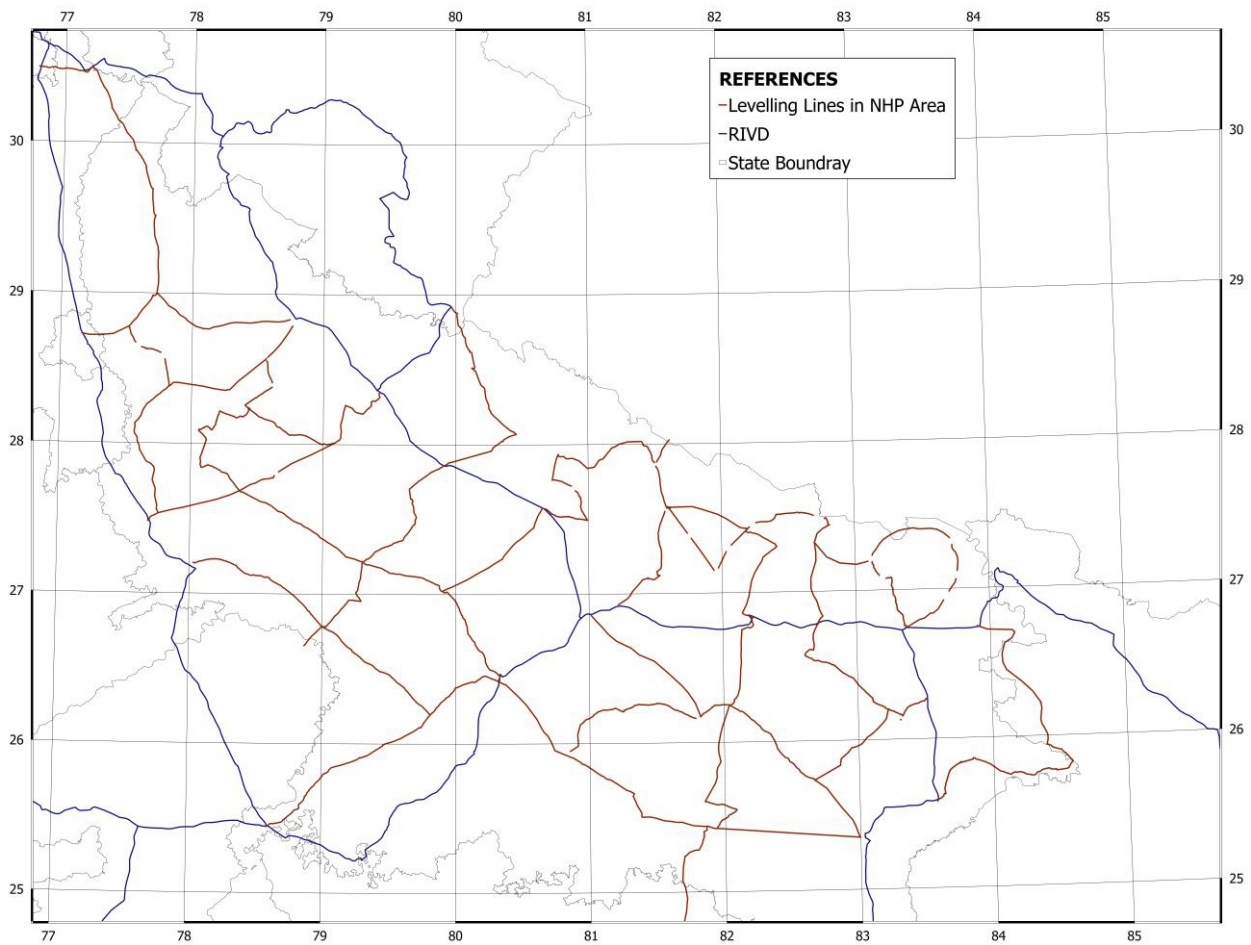 77 78 79 80 81 82 83 84 85
REFERENCES
Levelling Lines in NHP Area
RIVD
State Boundray
30 30
29 29
28 28
27 27
26 26
25 25
77 78 79 80 81 82 83 84 85